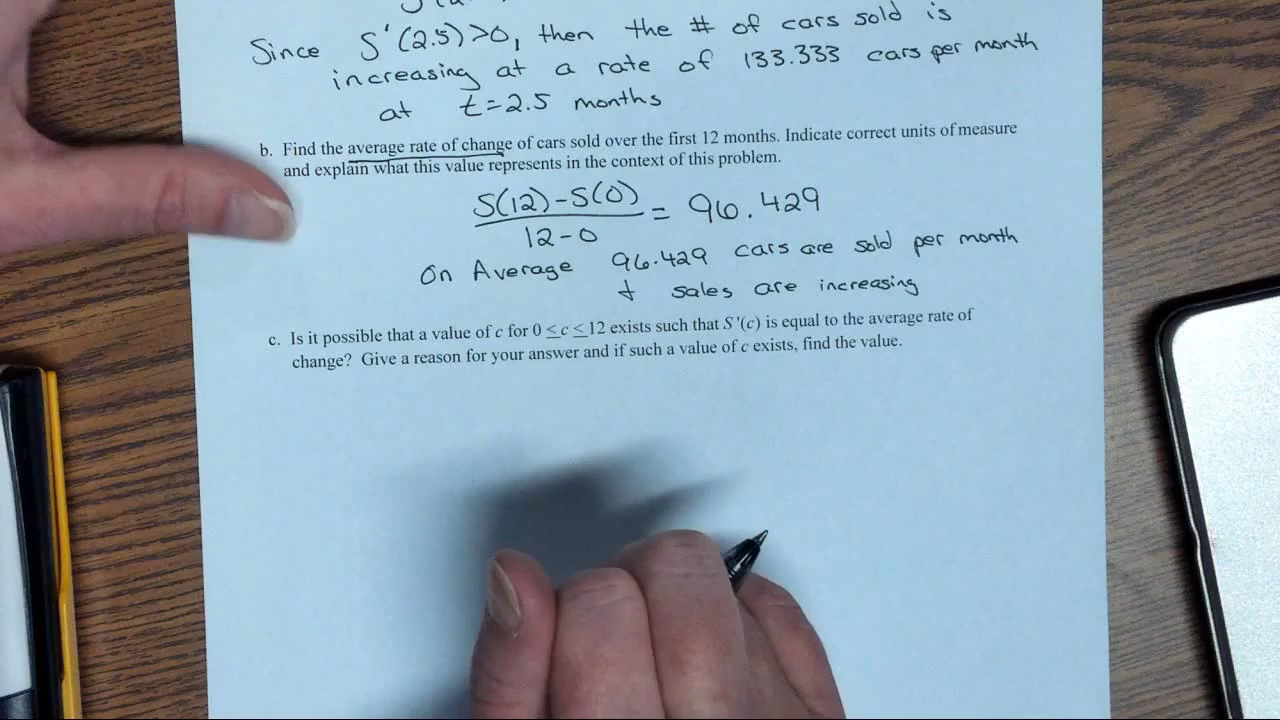 Since S'(2.5)>0, then the # of cars sold is
increasing at a rate of 133.333 cars per month
at t=2.5 months
b. Find the average rate of change of cars sold over the first 12 months. Indicate correct units of measure
and explain what this value represents in the context of this problem.
S(12)-S(0)
12-0
= 96.429
On Average 96.429 cars are sold per month
+ sales are increasing
c. Is it possible that a value of c for 0 ≤ c ≤ 12 exists such that S'(c) is equal to the average rate of
change? Give a reason for your answer and if such a value of c exists, find the value.